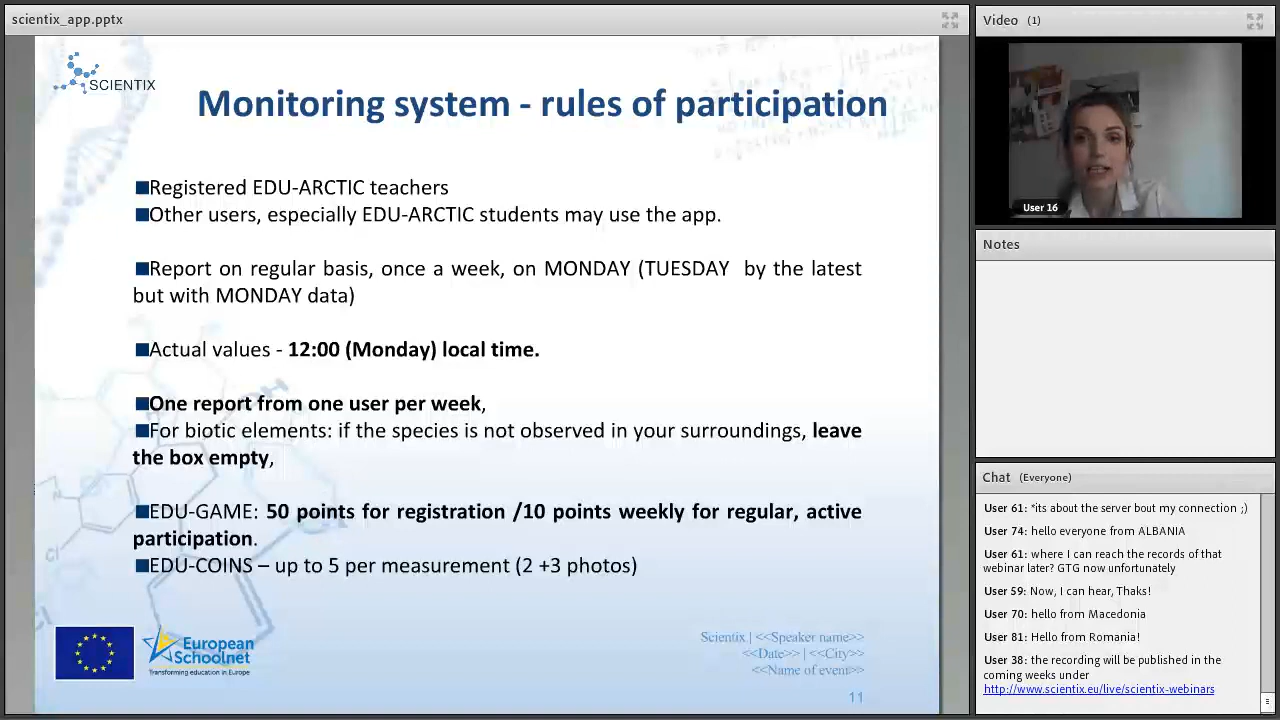 scientix_app.pptx
SCIENTIX
Monitoring system - rules of participation
Registered EDU-ARCTIC teachers
Other users, especially EDU-ARCTIC students may use the app.
Report on regular basis, once a week, on MONDAY (TUESDAY by the latest
but with MONDAY data)
Actual values - 12:00 (Monday) local time.
One report from one user per week,
For biotic elements: if the species is not observed in your surroundings, leave
the box empty,
EDU-GAME: 50 points for registration /10 points weekly for regular, active
participation.
EDU-COINS – up to 5 per measurement (2 +3 photos)
European
Schoolnet
Transforming education in Europe
Scientix | <<Speaker name>>
<<Date>> | <<City>>
<<Name of event>>
11
Video (1)
User 16
Notes
Chat (Everyone)
User 61: *its about the server bout my connection ;)
User 74: hello everyone from ALBANIA
User 61: where I can reach the records of that
webinar later? GTG now unfortunately
User 59: Now, I can hear, Thaks!
User 70: hello from Macedonia
User 81: Hello from Romania!
User 38: the recording will be published in the
coming weeks under
http://www.scientix.eu/live/scientix-webinars